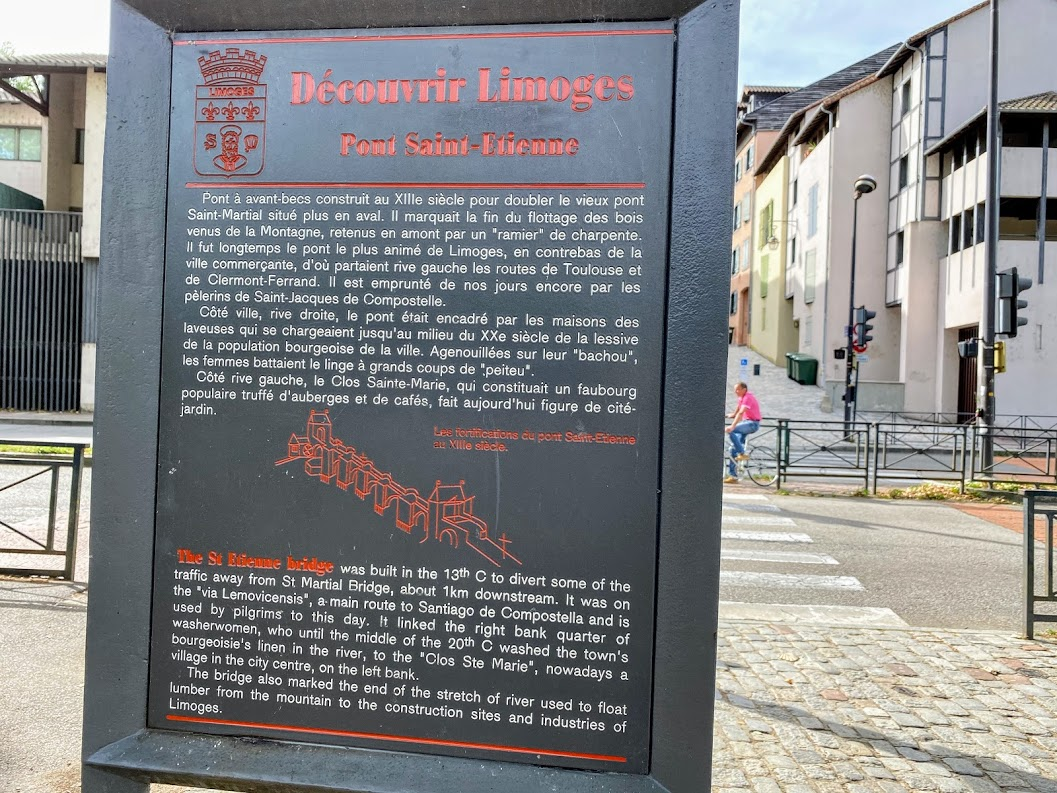 LIMOGES
S D
Découvrir Limoges
Pont Saint-Etienne
Pont à avant-becs construit au XIIIe siècle pour doubler le vieux pont
Saint-Martial situé plus en aval. Il marquait la fin du flottage des bois
venus de la Montagne, retenus en amont par un "ramier" de charpente.
Il fut longtemps le pont le plus animé de Limoges, en contrebas de la
ville commerçante, d'où partaient rive gauche les routes de Toulouse et
de Clermont-Ferrand. Il est emprunté de nos jours encore par les
pèlerins de Saint-Jacques de Compostelle.
Côté ville, rive droite, le pont était encadré par les maisons des
laveuses qui se chargeaient jusqu'au milieu du XXe siècle de la lessive
de la population bourgeoise de la ville. Agenouillées sur leur "bachou",
les femmes battaient le linge à grands coups de "peiteu".
Côté rive gauche, le Clos Sainte-Marie, qui constituait un faubourg
populaire truffé d'auberges et de cafés, fait aujourd'hui figure de cité-
jardin.
Les fortifications du pont Saint-Etienne
au XIIIe siècle.
The St Etienne bridge was built in the 13th C to divert some of the
traffic away from St Martial Bridge, about 1km downstream. It was on
the "via Lemovicensis", a main route to Santiago de Compostella and is
used by pilgrims to this day. It linked the right bank quarter of
washerwomen, who until the middle of the 20th C washed the town's
bourgeoisie's linen in the river, to the "Clos Ste Marie", nowadays a
village in the city centre, on the left bank.
The bridge also marked the end of the stretch of river used to float
lumber from the mountain to the construction sites and industries of
Limoges.